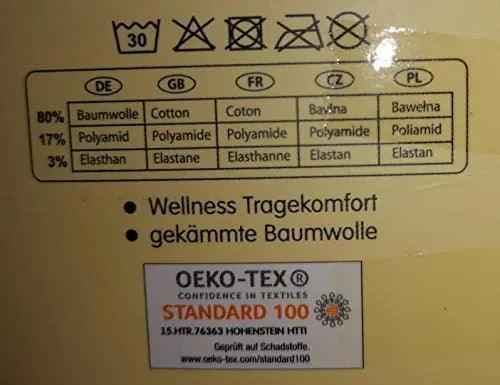 30
DE GB FR CZ PL
80% Baumwolle Cotton Coton Bavlna Bawełna
17% Polyamid Polyamide Polyamide Polyamide Poliamid
3% Elasthan Elastane Elasthanne Elastan Elastan
• Wellness Tragekomfort
• gekämmte Baumwolle
OEKO-TEX®
CONFIDENCE IN TEXTILES
STANDARD 100
15.HTR.76363 HOHENSTEIN HTTI
Geprüft auf Schadstoffe.
www.oeko-tex.com/standard100